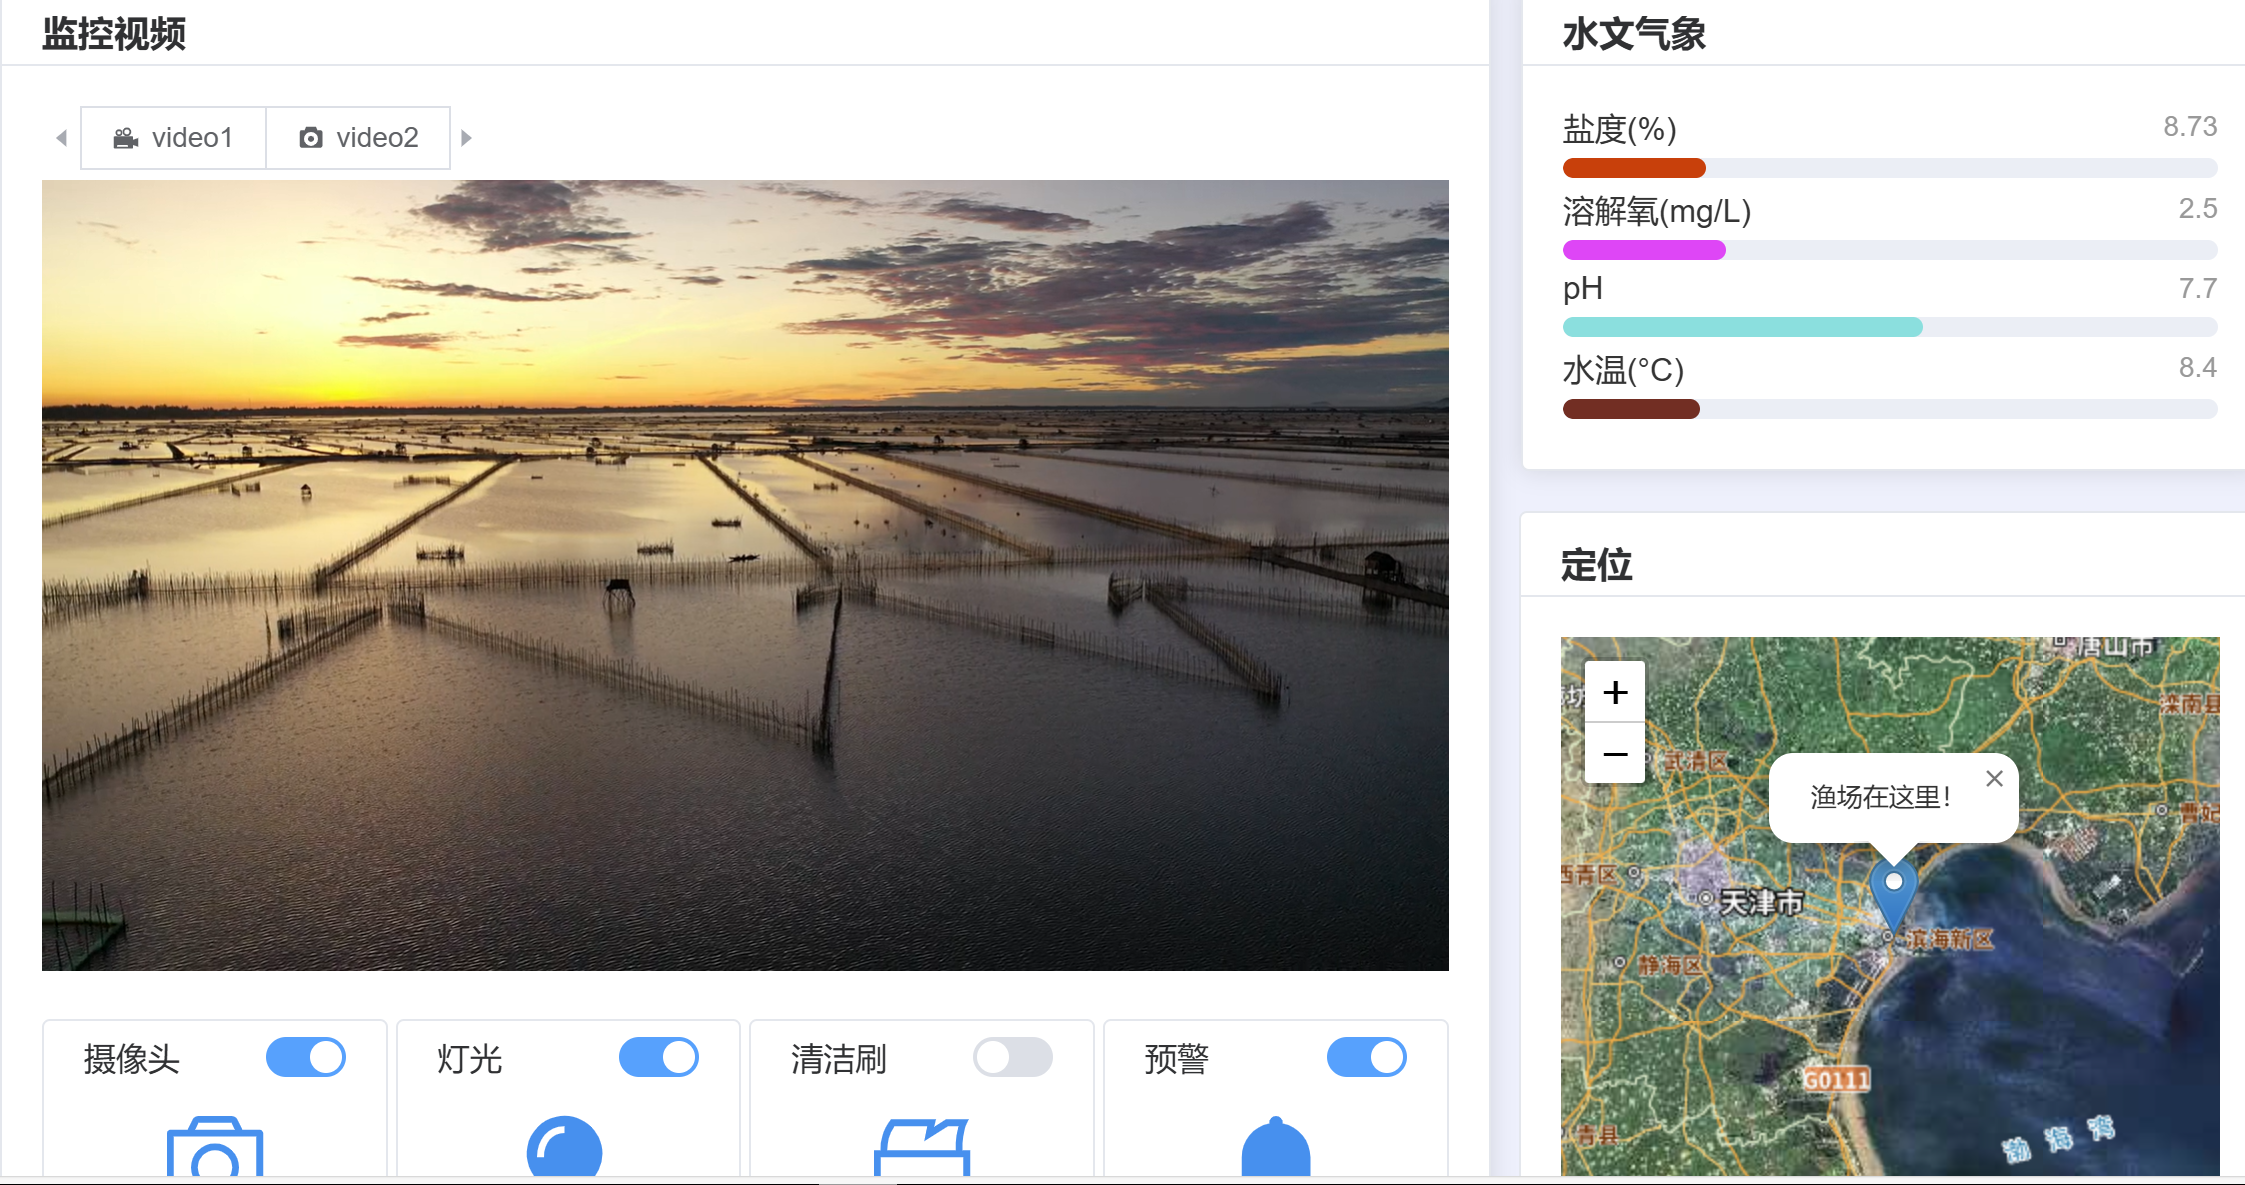 监控视频
video1
video2
摄像头
灯光
清洁刷
预警
水文气象
盐度(%)
8.73
溶解氧(mg/L)
2.5
pH
7.7
水温(°C)
8.4
定位
+
−
唐山市
滦南县
武清区
渔场在这里!
×
西青区
天津市
滨海新区
静海区
G0111
青县
渤海湾